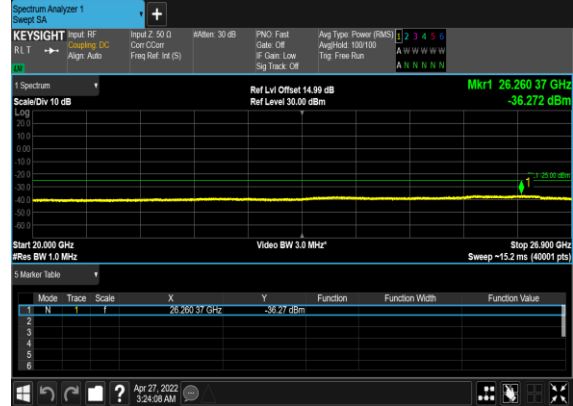 Spectrum Analyzer 1
Swept SA
+
KEYSIGHT Input: RF Input Z: 50 Ω #Atten: 30 dB PNO: Fast Avg Type: Power (RMS) 1 2 3 4 5 6
RLT Coupling: DC Corr CCorr Gate: Off Avg|Hold: 100/100 A W W W W W
Align: Auto Freq Ref: Int (S) IF Gain: Low Trig: Free Run
Sig Track: Off A N N N N N
1 Spectrum
Ref Lvl Offset 14.99 dB Mkr1 26.260 37 GHz
Scale/Div 10 dB Ref Level 30.00 dBm -36.272 dBm
Log
20.0
10.0
0.00
-10.0
-20.0
DL1 -25.00 dBm
-30.0
1
-40.0
-50.0
-60.0
Start 20.000 GHz Video BW 3.0 MHz* Stop 26.900 GHz
#Res BW 1.0 MHz Sweep ~15.2 ms (40001 pts)
5 Marker Table
Mode Trace Scale X Y Function Function Width Function Value
1 N 1 f 26.260 37 GHz -36.27 dBm
2
3
4
5
6
? Apr 27, 2022
3:24:08 AM